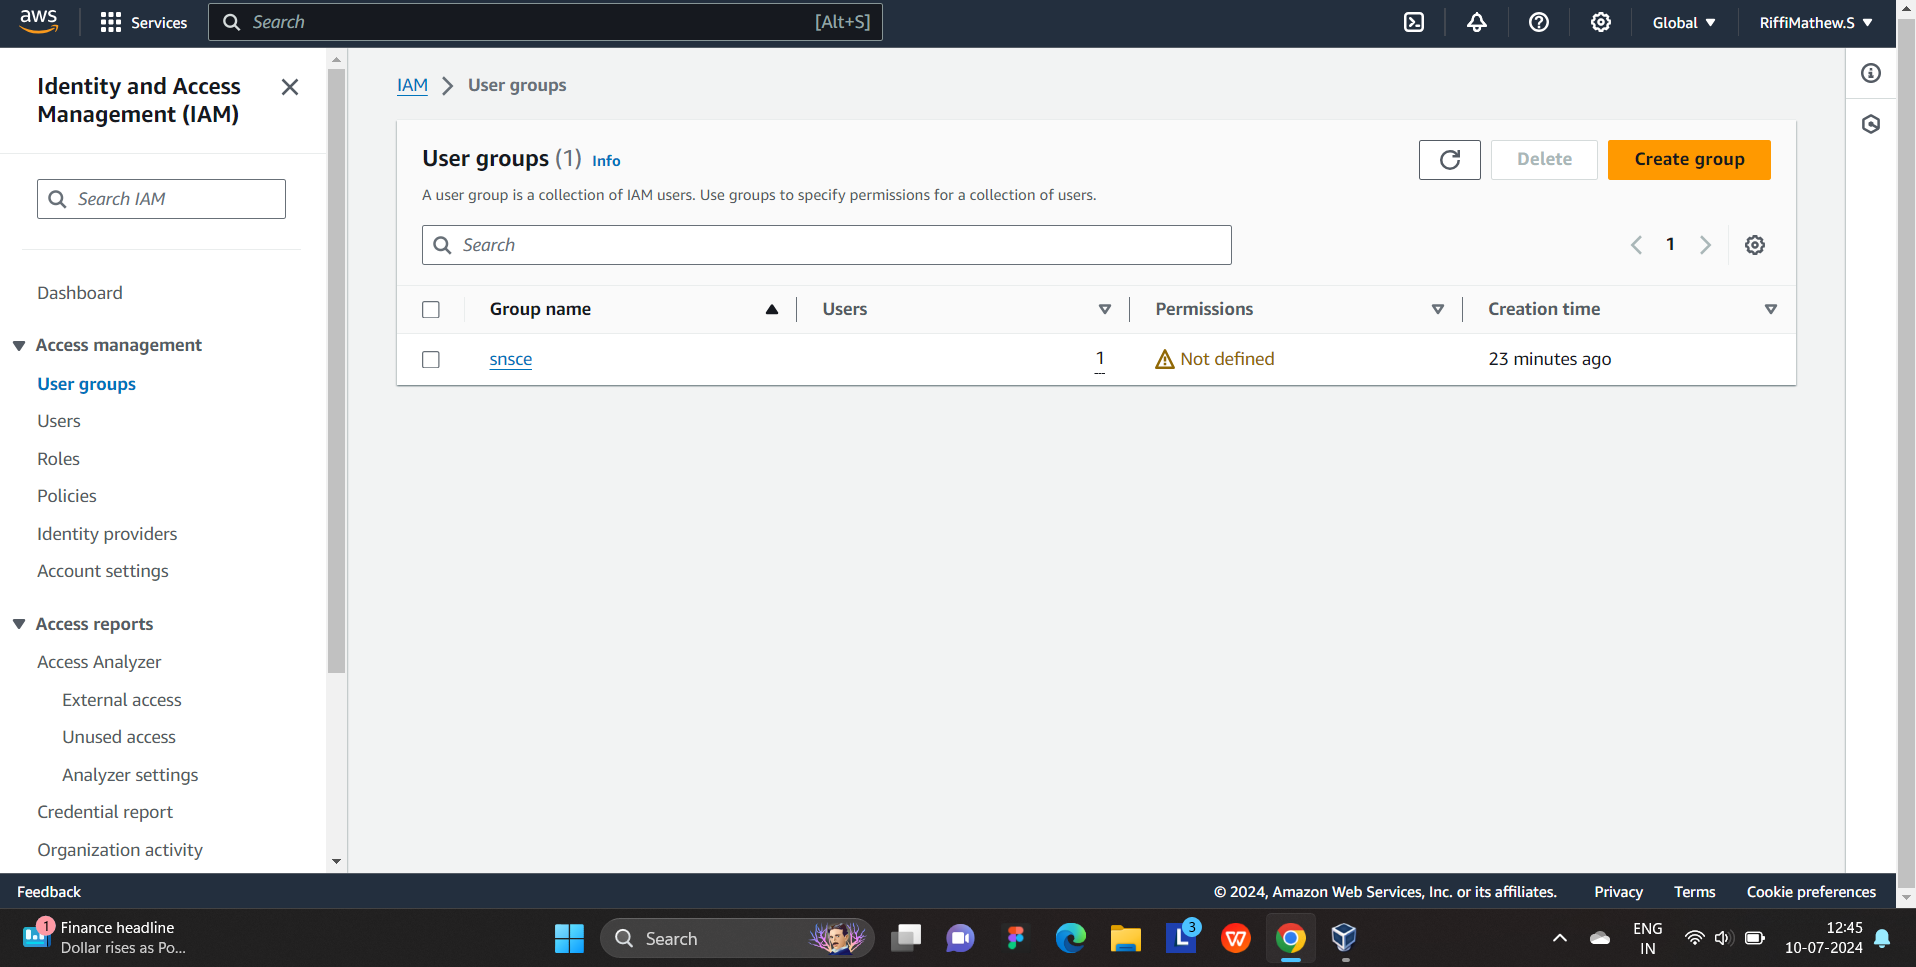 aws Services Search [Alt+S] Global RiffiMathew.S
Identity and Access
Management (IAM)
Search IAM
Dashboard
Access management
User groups
Users
Roles
Policies
Identity providers
Account settings
Access reports
Access Analyzer
External access
Unused access
Analyzer settings
Credential report
Organization activity
IAM User groups
User groups (1) Info
Delete
Create group
A user group is a collection of IAM users. Use groups to specify permissions for a collection of users.
Search
1
Group name Users Permissions Creation time
snsce 1 Not defined 23 minutes ago
Feedback © 2024, Amazon Web Services, Inc. or its affiliates. Privacy Terms Cookie preferences
1
Finance headline
Dollar rises as Po...
Search
L 3
W
ENG
IN
12:45
10-07-2024